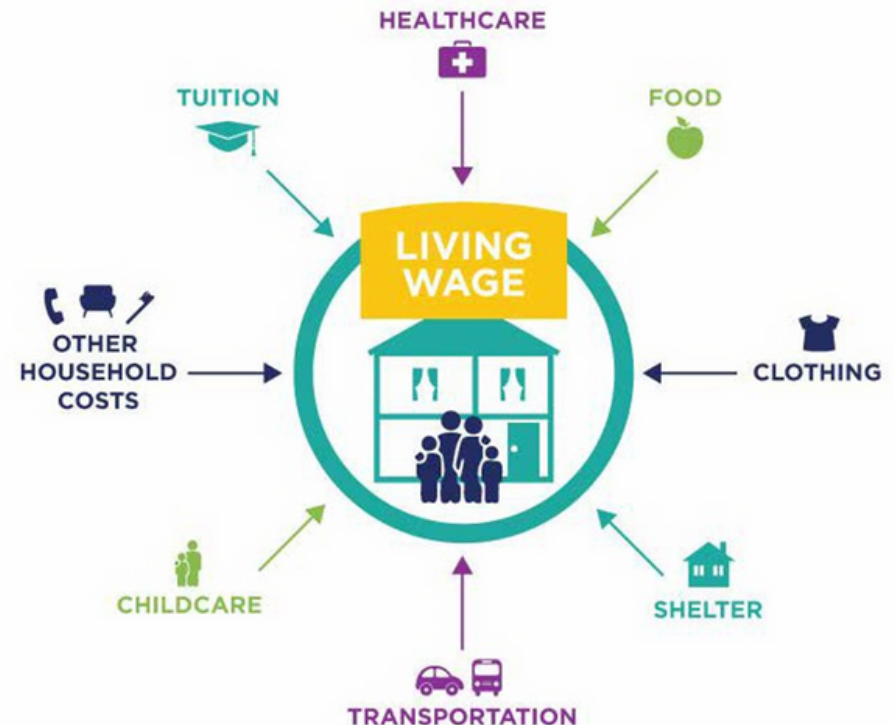 HEALTHCARE
TUITION
FOOD
LIVING
WAGE
OTHER
HOUSEHOLD
COSTS
CLOTHING
CHILDCARE
SHELTER
TRANSPORTATION